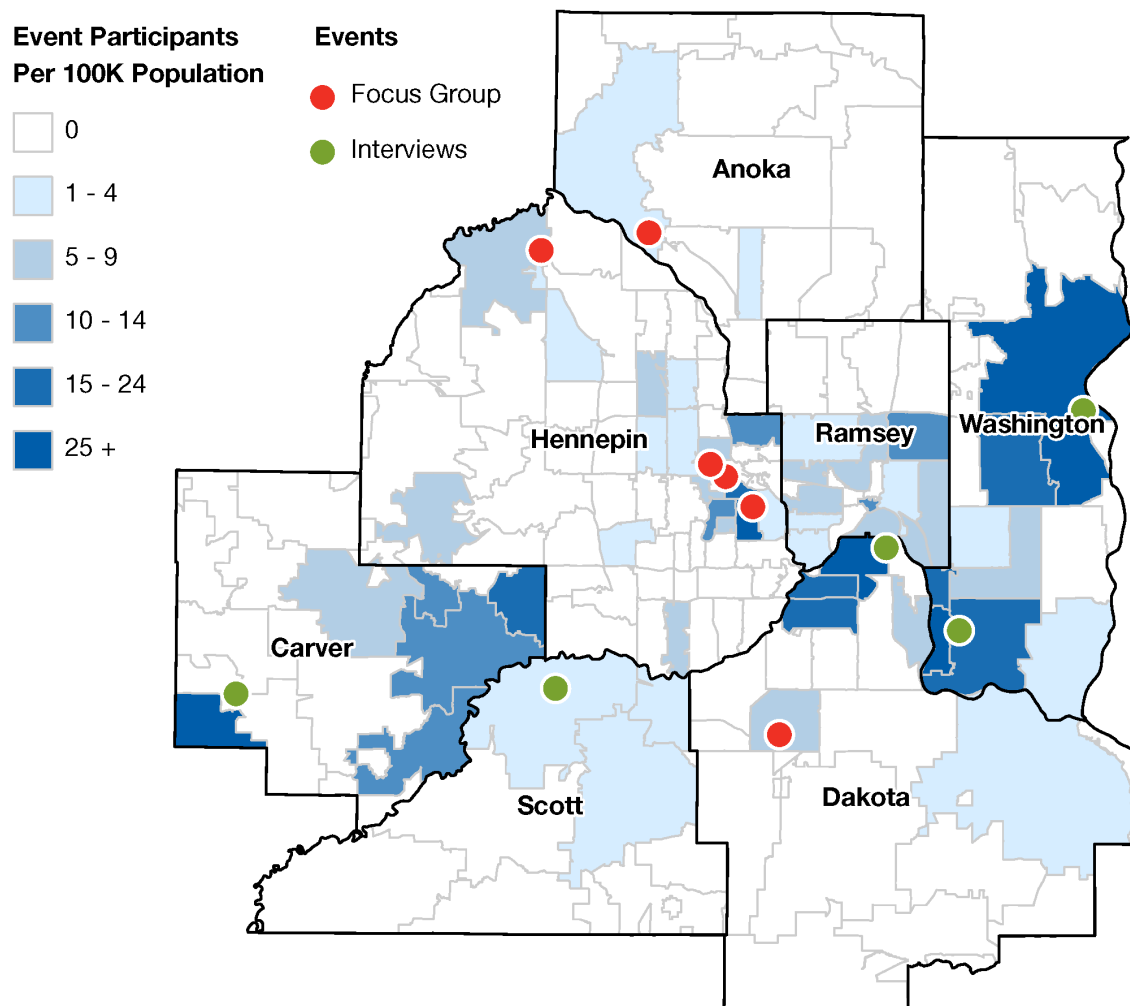 Event Participants
Per 100K Population
0
1 - 4
5 - 9
10 - 14
15 - 24
25 +
Events
Focus Group
Interviews
Anoka
Hennepin
Ramsey
Washington
Carver
Scott
Dakota